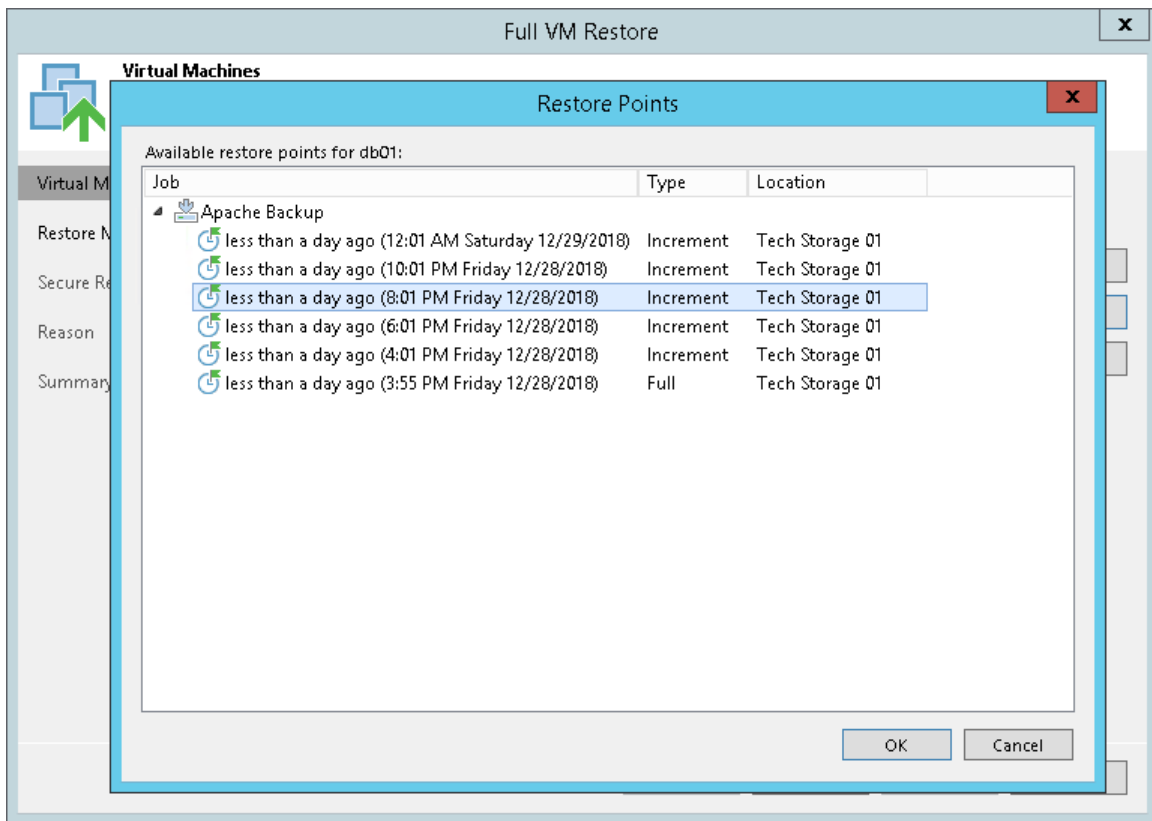 Full VM Restore
x
Virtual Machines
Restore Points
x
Available restore points for db01:
Virtual M
Restore M
Secure Re
Reason
Summary
Job Type Location
Apache Backup
less than a day ago (12:01 AM Saturday 12/29/2018) Increment Tech Storage 01
less than a day ago (10:01 PM Friday 12/28/2018) Increment Tech Storage 01
less than a day ago (8:01 PM Friday 12/28/2018) Increment Tech Storage 01
less than a day ago (6:01 PM Friday 12/28/2018) Increment Tech Storage 01
less than a day ago (4:01 PM Friday 12/28/2018) Increment Tech Storage 01
less than a day ago (3:55 PM Friday 12/28/2018) Full Tech Storage 01
OK Cancel